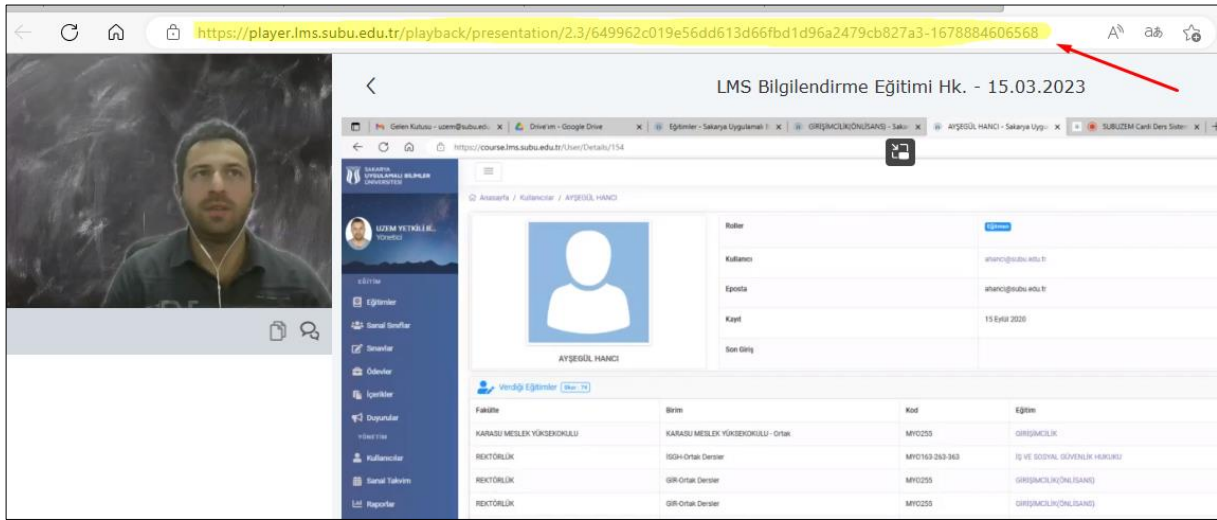 https://player.lms.subu.edu.tr/playback/presentation/2.3/649962c019e56dd613d66fbd1d96a2479cb827a3-1678884606568
LMS Bilgilendirme Eğitimi Hk. - 15.03.2023
Gelen Kutusu - uzem@subu.edu. Drive'ım - Google Drive Eğitimler - Sakarya Uygulamalı GİRİŞİMCİLİK(ÖNLİSANS) - Saka AYŞEGÜL HANCI - Sakarya Uygu SUBUZEM Canlı Ders Sistem
https://course.lms.subu.edu.tr/User/Details/154
SAKARYA
UYGULAMALI BİLİMLER
ÜNİVERSİTESİ
Anasayfa / Kullanıcılar / AYŞEGÜL HANCI
UZEM YETKİLİ K...
Yönetici
EĞİTİM
Eğitimler
Sanal Sınıflar
Sınavlar
Ödevler
İçerikler
Duyurular
YÖNETİM
Kullanıcılar
Sanal Takvim
Raporlar
AYŞEGÜL HANCI
Roller Eğitmen
Kullanıcı ahanci@subu.edu.tr
Eposta ahanci@subu.edu.tr
Kayıt 15 Eylül 2020
Son Giriş
Verdiği Eğitimler
Fakülte Birim Kod Eğitim
KARASU MESLEK YÜKSEKOKULU KARASU MESLEK YÜKSEKOKULU - Ortak MYO255 GİRİŞİMCİLİK
REKTÖRLÜK İSGH-Ortak Dersler MYO163-263-363 İŞ VE SOSYAL GÜVENLİK HUKUKU
REKTÖRLÜK GİR-Ortak Dersler MYO255 GİRİŞİMCİLİK(ÖNLİSANS)
REKTÖRLÜK GİR-Ortak Dersler MYO255 GİRİŞİMCİLİK(ÖNLİSANS)